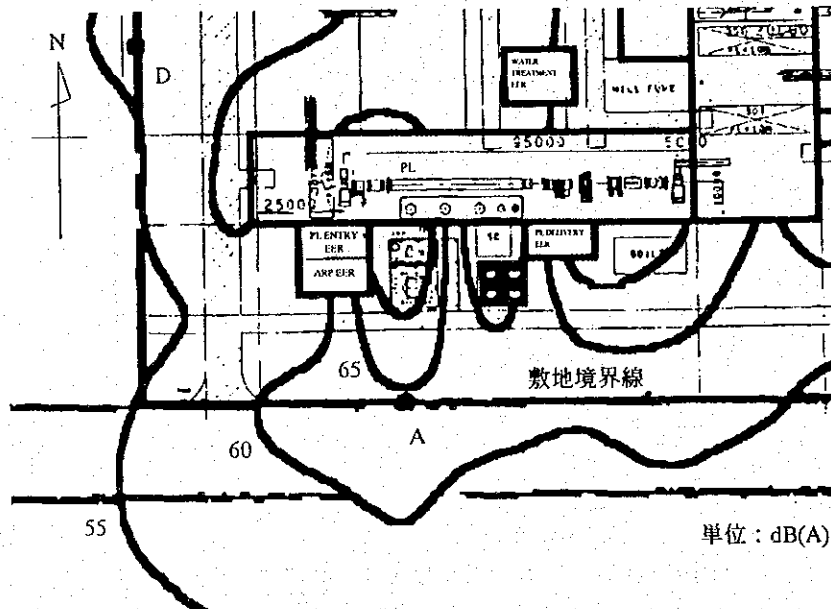 N
D
WATER
TREATMENT
EER
PL
95000
25000
PL ENTRY
EER
ARP EER
PL DELIVERY
EER
65
敷地境界線
A
60
55
単位：dB(A)